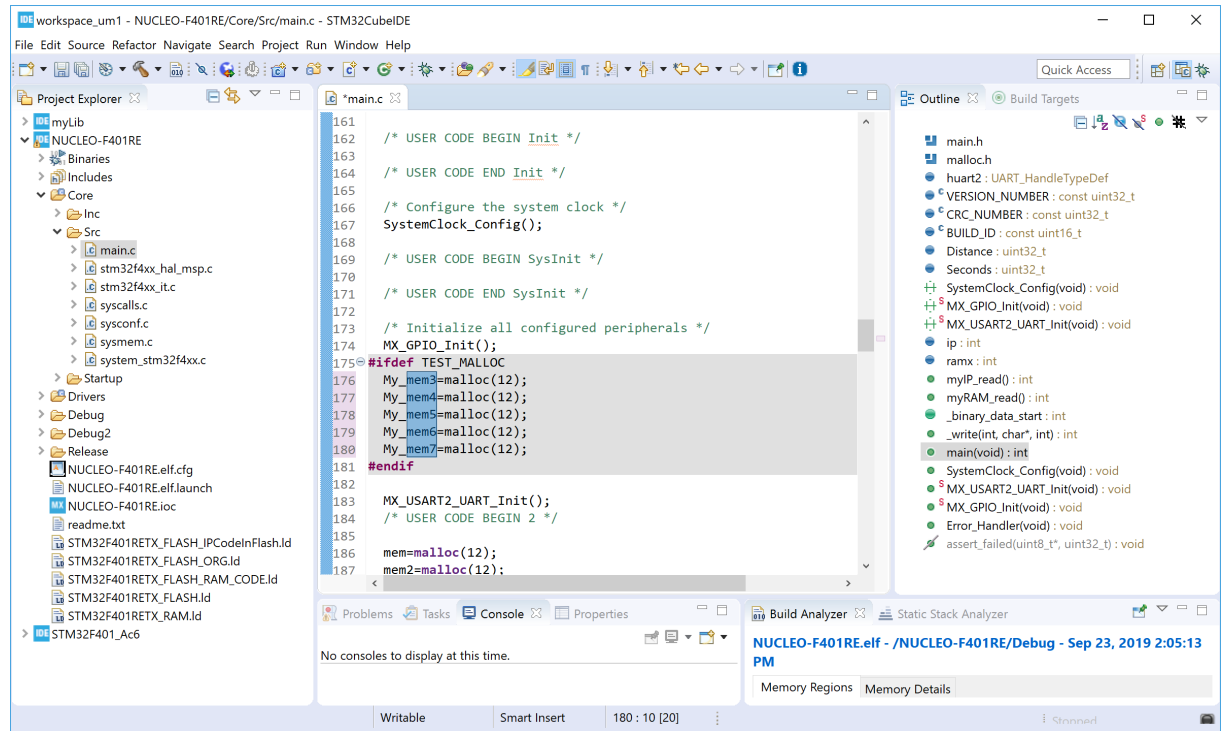 workspace_um1 - NUCLEO-F401RE/Core/Src/main.c - STM32CubeIDE
File Edit Source Refactor Navigate Search Project Run Window Help
Quick Access
Project Explorer
myLib
NUCLEO-F401RE
Binaries
Includes
Core
Inc
Src
main.c
stm32f4xx_hal_msp.c
stm32f4xx_it.c
syscalls.c
sysconf.c
sysmem.c
system_stm32f4xx.c
Startup
Drivers
Debug
Debug2
Release
NUCLEO-F401RE.elf.cfg
NUCLEO-F401RE.elf.launch
NUCLEO-F401RE.ioc
readme.txt
STM32F401RETX_FLASH_IPCodeInFlash.ld
STM32F401RETX_FLASH_ORG.ld
STM32F401RETX_FLASH_RAM_CODE.ld
STM32F401RETX_FLASH.ld
STM32F401RETX_RAM.ld
STM32F401_Ac6
*main.c
161
162 /* USER CODE BEGIN Init */
163
164 /* USER CODE END Init */
165
166 /* Configure the system clock */
167 SystemClock_Config();
168
169 /* USER CODE BEGIN SysInit */
170
171 /* USER CODE END SysInit */
172
173 /* Initialize all configured peripherals */
174 MX_GPIO_Init();
175 #ifdef TEST_MALLOC
176 My_mem3=malloc(12);
177 My_mem4=malloc(12);
178 My_mem5=malloc(12);
179 My_mem6=malloc(12);
180 My_mem7=malloc(12);
181 #endif
182
183 MX_USART2_UART_Init();
184 /* USER CODE BEGIN 2 */
185
186 mem=malloc(12);
187 mem2=malloc(12);
Outline Build Targets
main.h
malloc.h
huart2 : UART_HandleTypeDef
VERSION_NUMBER : const uint32_t
CRC_NUMBER : const uint32_t
BUILD_ID : const uint16_t
Distance : uint32_t
Seconds : uint32_t
SystemClock_Config(void) : void
MX_GPIO_Init(void) : void
MX_USART2_UART_Init(void) : void
ip : int
ramx : int
myIP_read() : int
myRAM_read() : int
_binary_data_start : int
_write(int, char*, int) : int
main(void) : int
SystemClock_Config(void) : void
MX_USART2_UART_Init(void) : void
MX_GPIO_Init(void) : void
Error_Handler(void) : void
assert_failed(uint8_t*, uint32_t) : void
Problems Tasks Console Properties
No consoles to display at this time.
Build Analyzer Static Stack Analyzer
NUCLEO-F401RE.elf - /NUCLEO-F401RE/Debug - Sep 23, 2019 2:05:13
PM
Memory Regions Memory Details
Writable Smart Insert 180 : 10 [20] Stopped